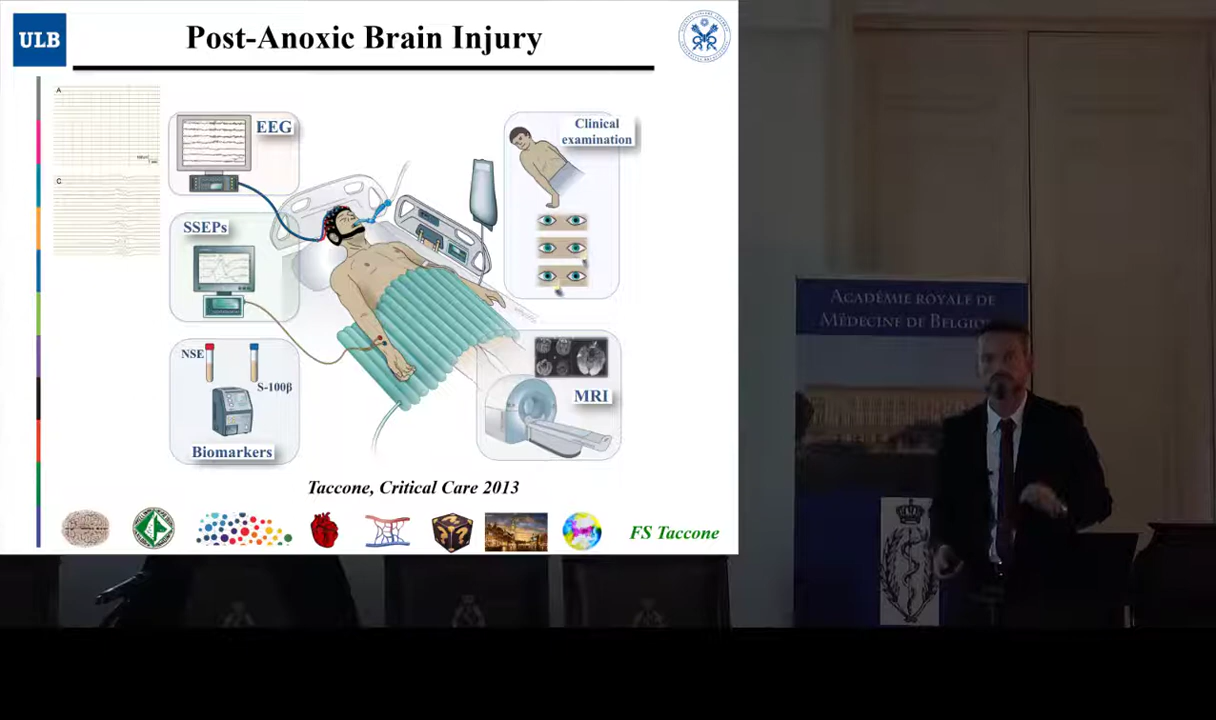 ULB
Post-Anoxic Brain Injury
A
C
EEG
SSEPs
NSE
S-100β
Biomarkers
Clinical
examination
MRI
Taccone, Critical Care 2013
FS Taccone
ACADÉMIE ROYALE DE
MÉDECINE DE BELGIQ